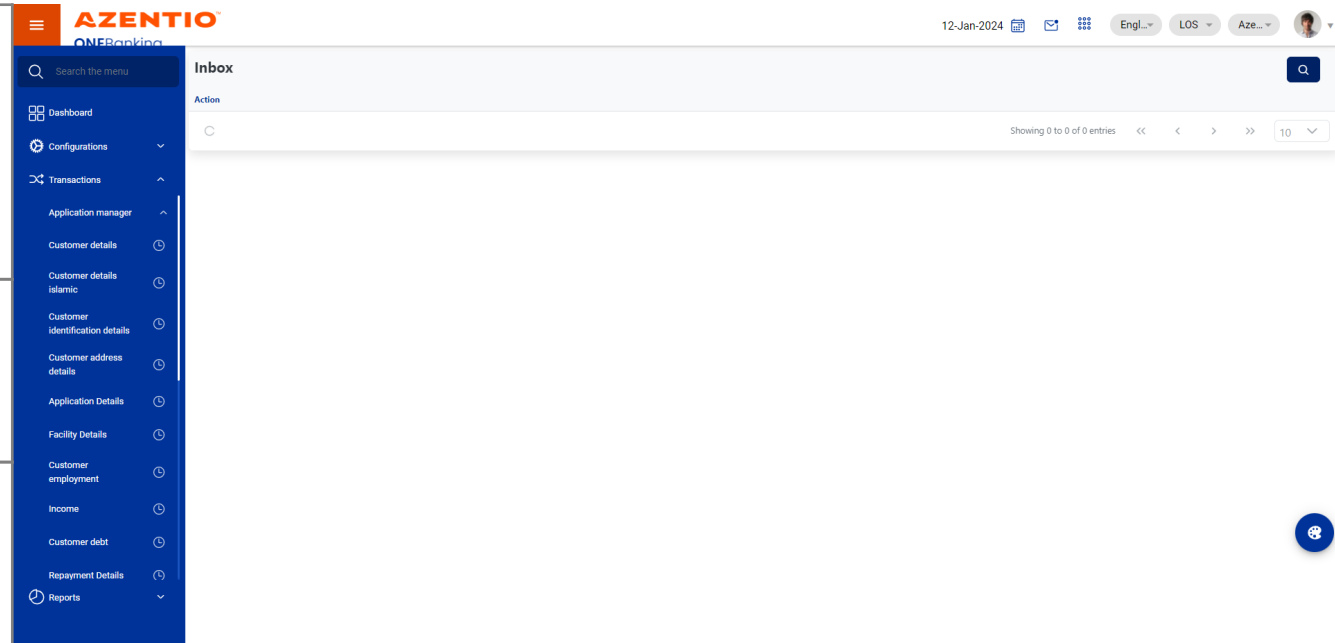 AZENTIO
ONEBanking
12-Jan-2024
Engl...
LOS
Aze...
Search the menu
Inbox
Action
Showing 0 to 0 of 0 entries
10
Dashboard
Configurations
Transactions
Application manager
Customer details
Customer details
islamic
Customer
identification details
Customer address
details
Application Details
Facility Details
Customer
employment
Income
Customer debt
Repayment Details
Reports